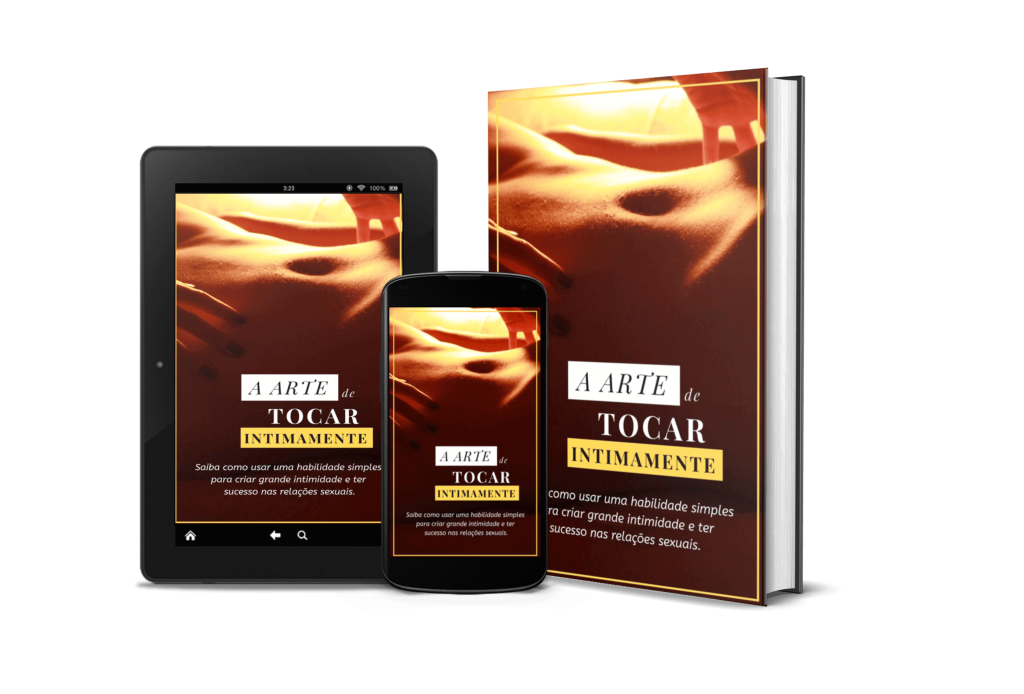 3:23 100%
A ARTE de
TOCAR
INTIMAMENTE
Saiba como usar uma habilidade simples
para criar grande intimidade e ter
sucesso nas relações sexuais.
A ARTE de
TOCAR
INTIMAMENTE
Saiba como usar uma habilidade simples
para criar grande intimidade e ter
sucesso nas relações sexuais.
A ARTE de
TOCAR
INTIMAMENTE
como usar uma habilidade simples
ra criar grande intimidade e ter
sucesso nas relações sexuais.